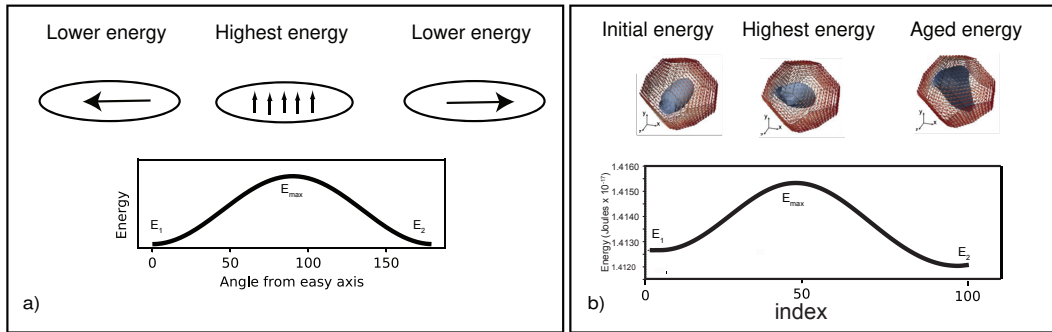 Lower energy
Highest energy
Lower energy
Energy
E1
Emax
E2
0
50
100
150
Angle from easy axis
a)
Initial energy
Highest energy
Aged energy
y
x
z
y
x
z
y
x
z
Energy (Joules x 10-17)
1.4160
1.4150
1.4140
1.4130
1.4120
E1
Emax
E2
0
50
100
index
b)